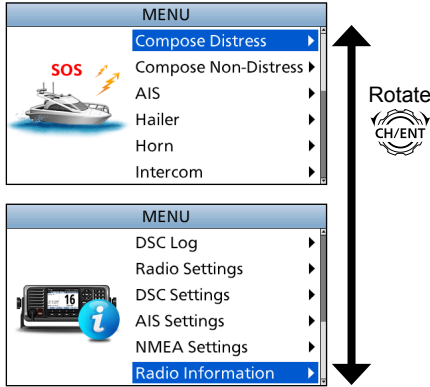 MENU
Compose Distress
Compose Non-Distress
AIS
Hailer
Horn
Intercom
SOS
Rotate
CH/ENT
MENU
DSC Log
Radio Settings
DSC Settings
AIS Settings
NMEA Settings
Radio Information
16
i